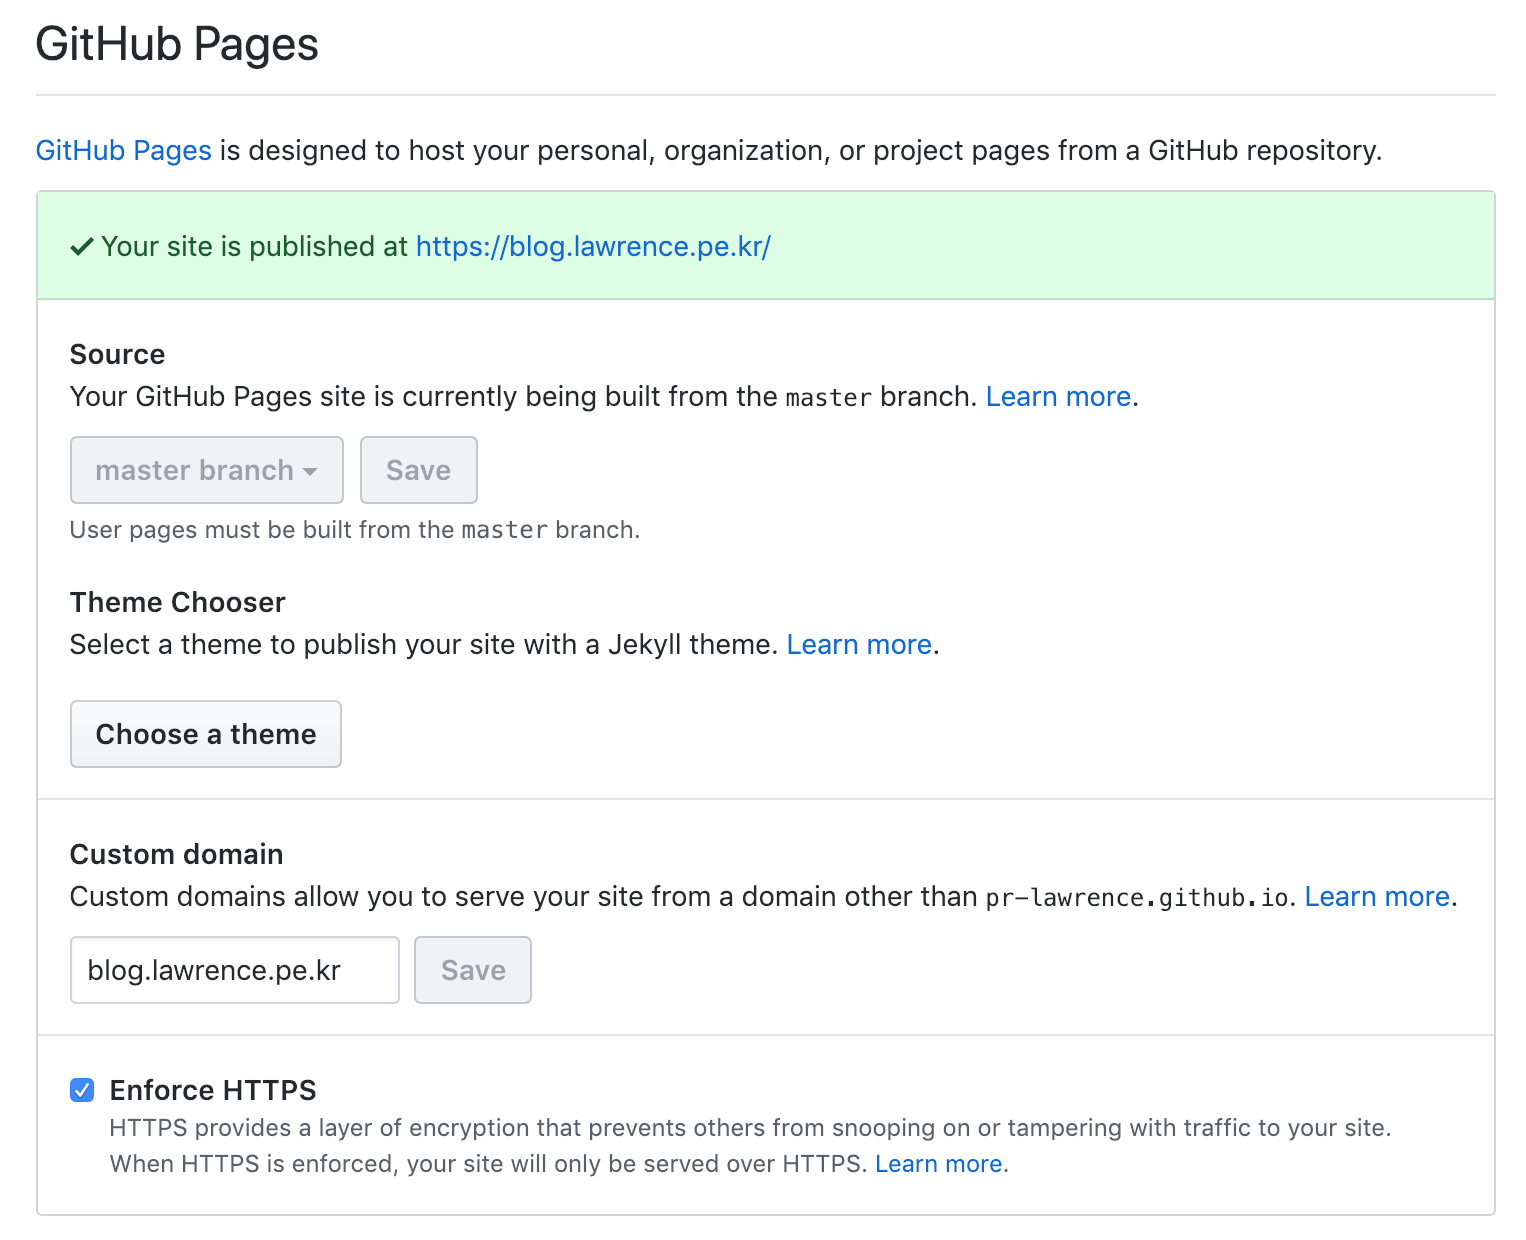 GitHub Pages
GitHub Pages is designed to host your personal, organization, or project pages from a GitHub repository.
Your site is published at https://blog.lawrence.pe.kr/
Source
Your GitHub Pages site is currently being built from the master branch. Learn more.
master branch Save
User pages must be built from the master branch.
Theme Chooser
Select a theme to publish your site with a Jekyll theme. Learn more.
Choose a theme
Custom domain
Custom domains allow you to serve your site from a domain other than pr-lawrence.github.io. Learn more.
blog.lawrence.pe.kr Save
Enforce HTTPS
HTTPS provides a layer of encryption that prevents others from snooping on or tampering with traffic to your site.
When HTTPS is enforced, your site will only be served over HTTPS. Learn more.